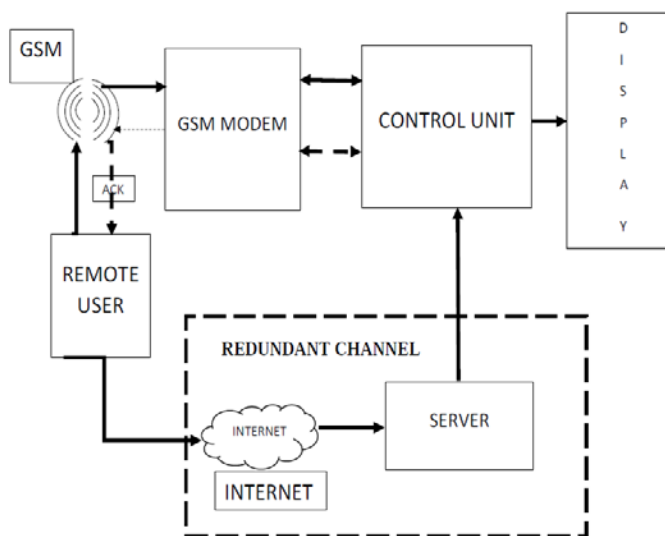 GSM
GSM MODEM
CONTROL UNIT
D
I
S
P
L
A
Y
ACK
REMOTE
USER
REDUNDANT CHANNEL
INTERNET
SERVER
INTERNET